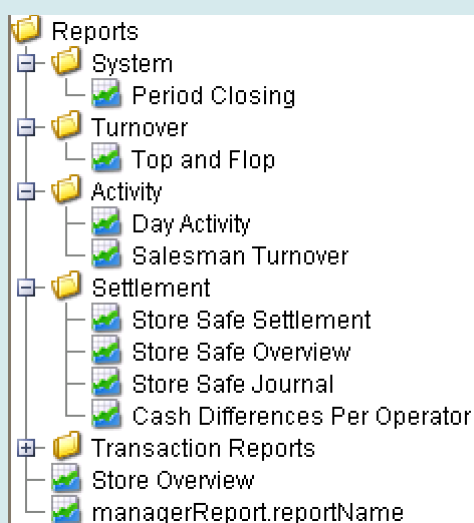 Reports
System
Period Closing
Turnover
Top and Flop
Activity
Day Activity
Salesman Turnover
Settlement
Store Safe Settlement
Store Safe Overview
Store Safe Journal
Cash Differences Per Operator
Transaction Reports
Store Overview
managerReport.reportName